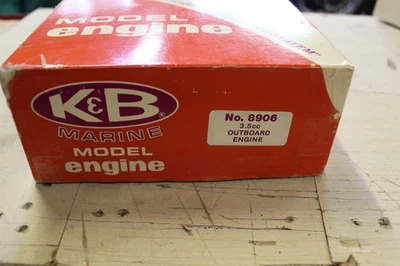 MODEL
engine
K&B®
MARINE
MODEL
engine
No. 8906
3.5cc
OUTBOARD
ENGINE